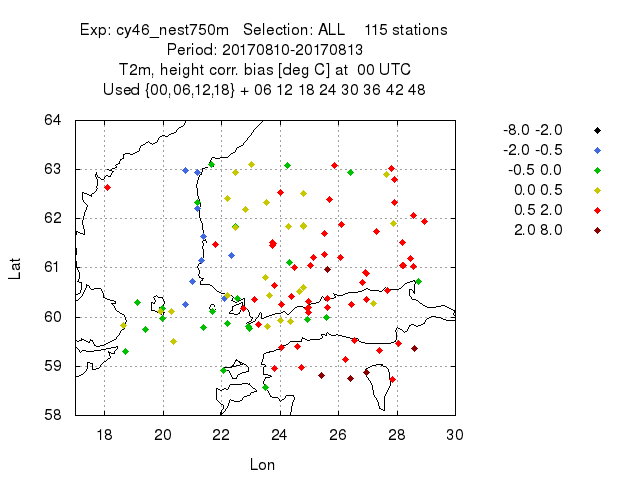 Exp: cy46_nest750m Selection: ALL 115 stations
Period: 20170810-20170813
T2m, height corr. bias [deg C] at 00 UTC
Used {00,06,12,18} + 06 12 18 24 30 36 42 48
64
63
62
61
60
59
58
Lat
18 20 22 24 26 28 30
Lon
-8.0 -2.0
-2.0 -0.5
-0.5 0.0
0.0 0.5
0.5 2.0
2.0 8.0